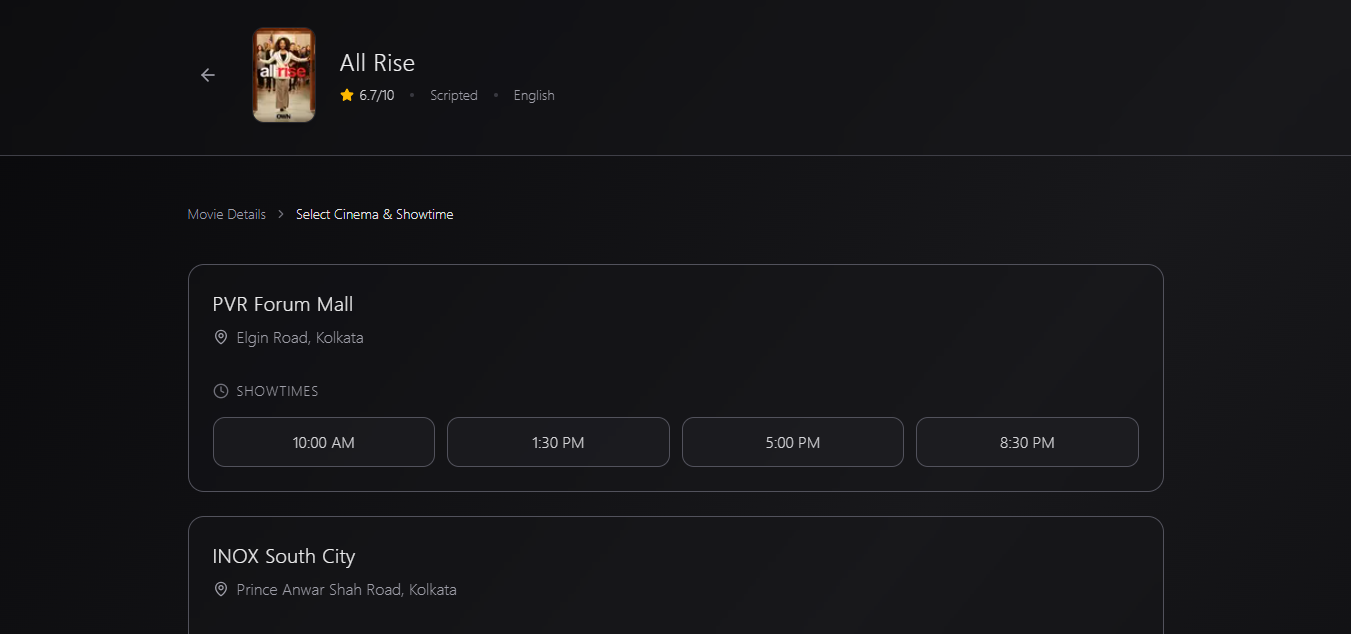 allrise
OWN
All Rise
6.7/10 • Scripted • English
Movie Details > Select Cinema & Showtime
PVR Forum Mall
Elgin Road, Kolkata
SHOWTIMES
10:00 AM 1:30 PM 5:00 PM 8:30 PM
INOX South City
Prince Anwar Shah Road, Kolkata